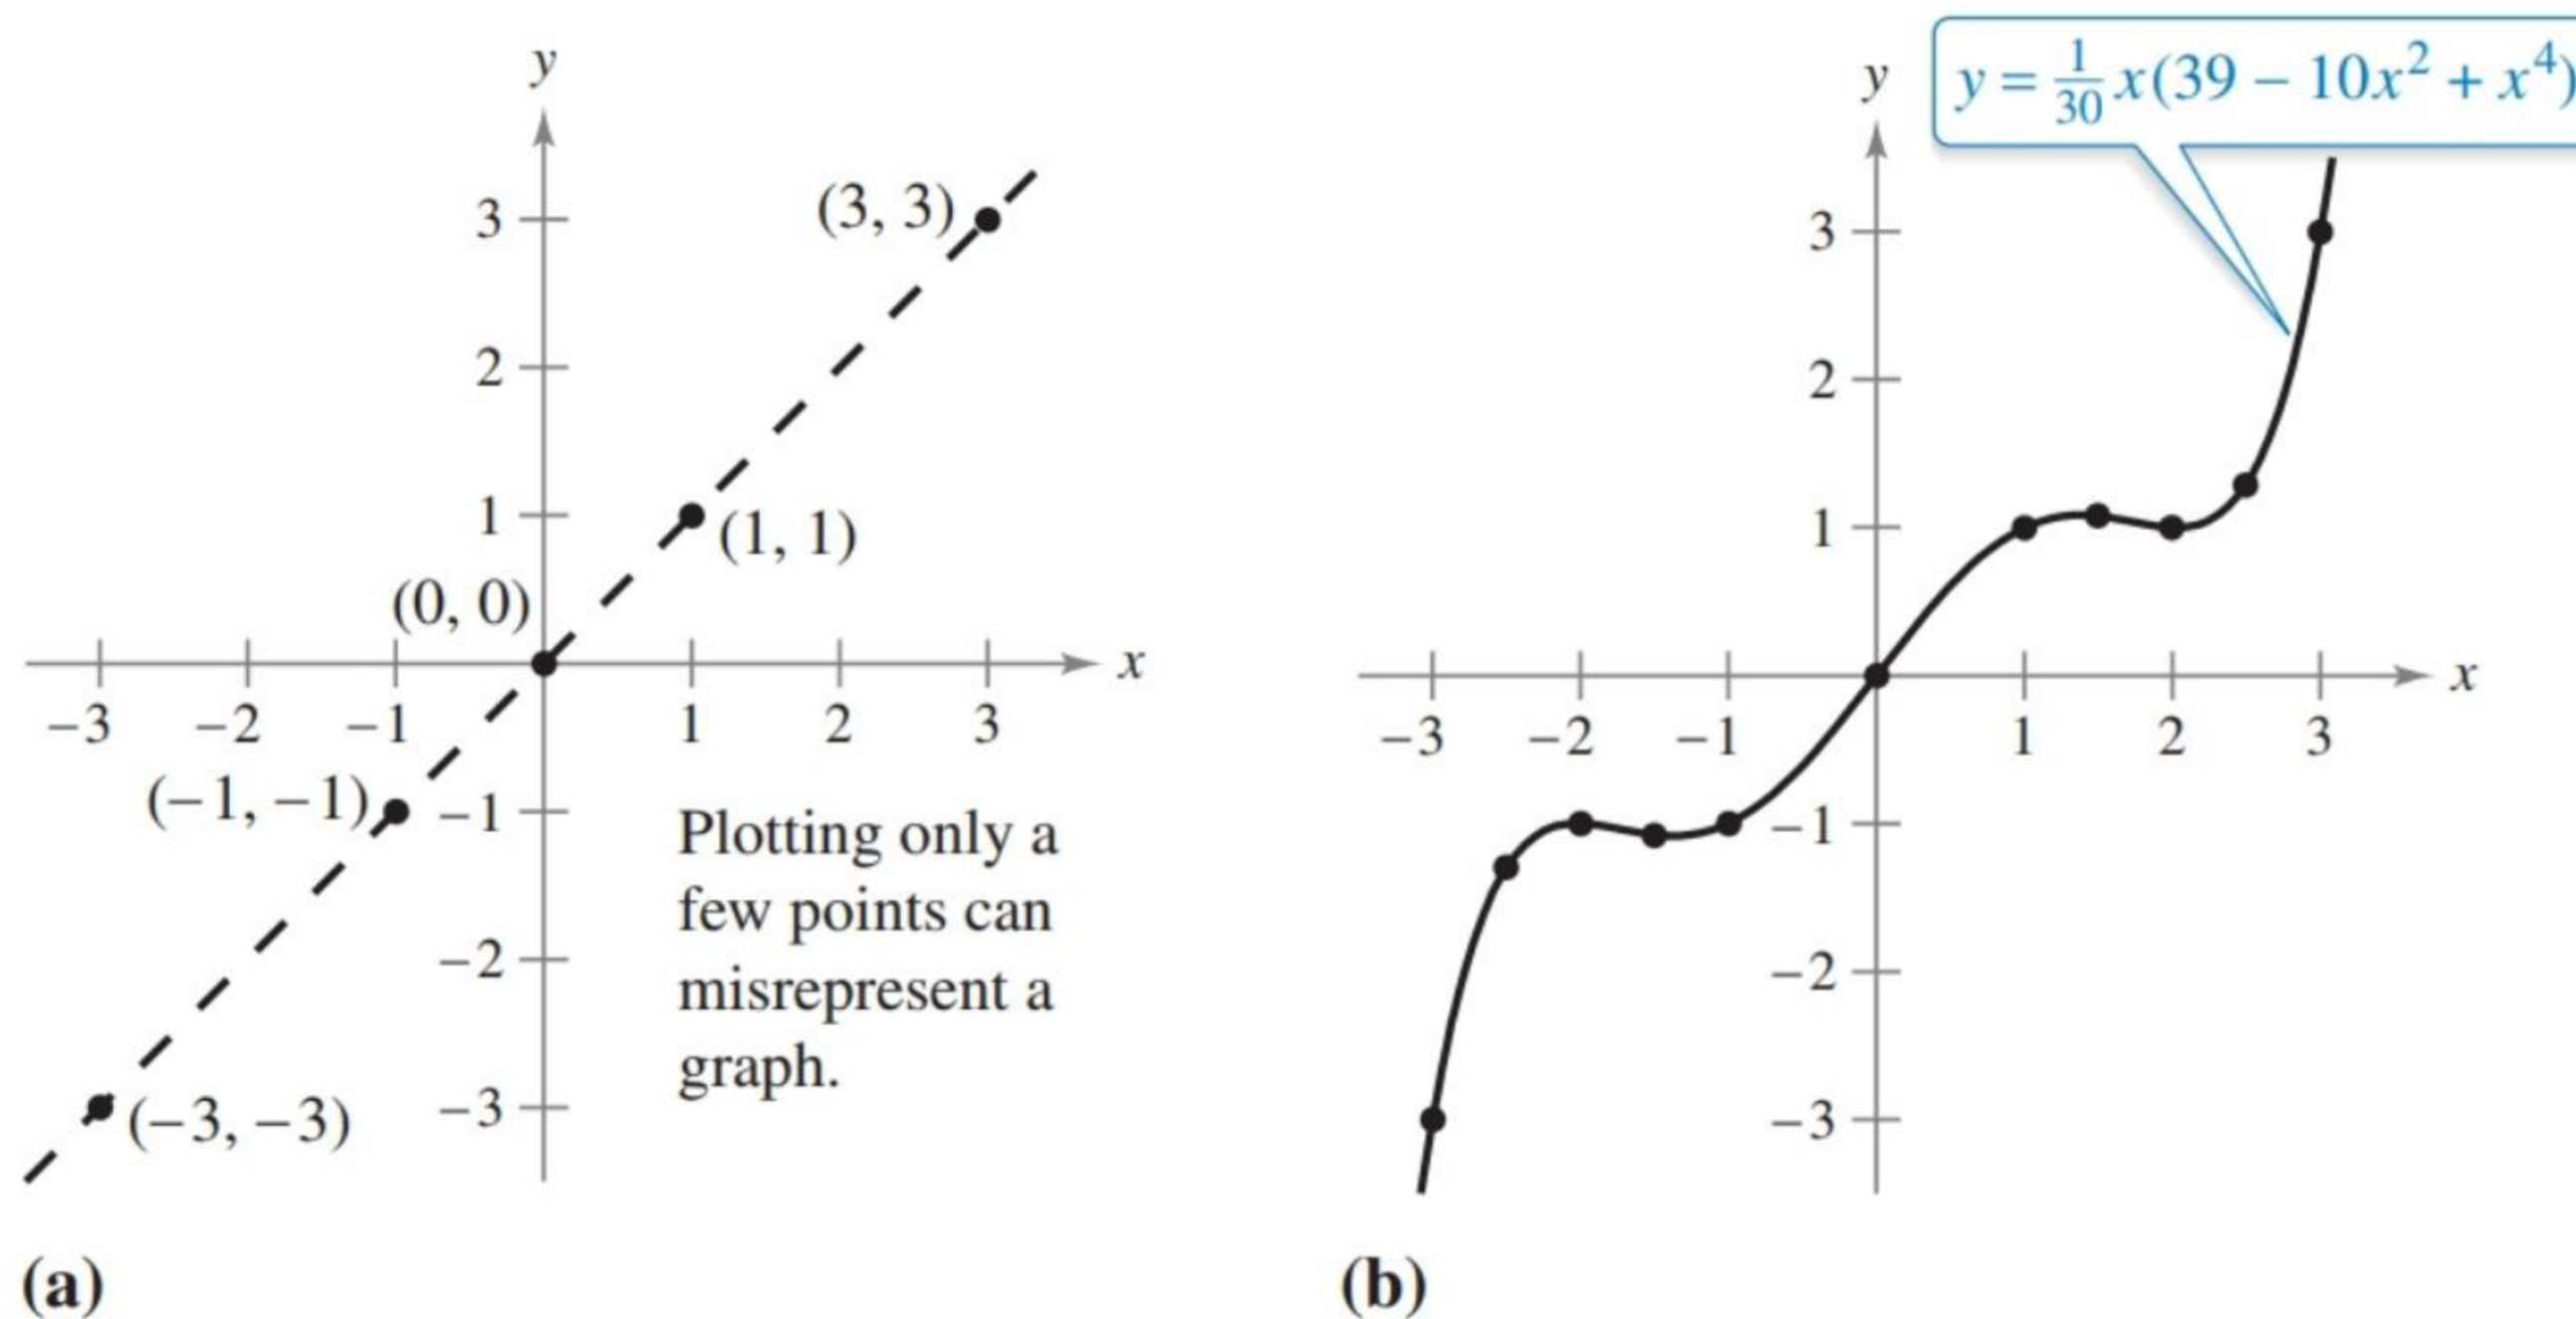 y
3
(3, 3)
2
1
(1, 1)
(0, 0)
x
−3 −2 −1 1 2 3
(−1, −1)
−1
Plotting only a
few points can
−2
misrepresent a
graph.
−3
(−3, −3)
(a)
y = 1/30 x(39 − 10x² + x⁴)
y
3
2
1
x
−3 −2 −1 1 2 3
−1
−2
−3
(b)